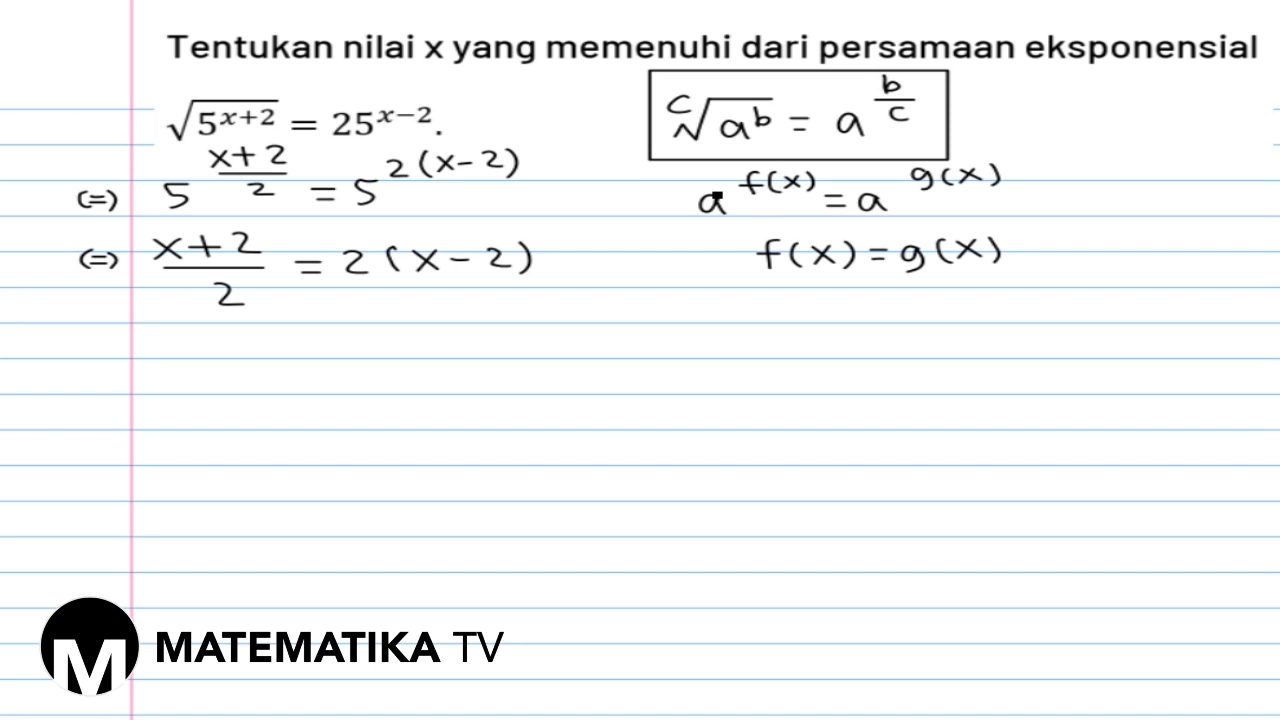 Tentukan nilai x yang memenuhi dari persamaan eksponensial
√(5^(x+2)) = 25^(x−2).
ᶜ√(a^b) = a^(b/c)
(=) 5^((x+2)/2) = 5^(2(x-2))
a^(f(x)) = a^(g(x))
(=) (x+2)/2 = 2(x-2)
f(x) = g(x)
M MATEMATIKA TV